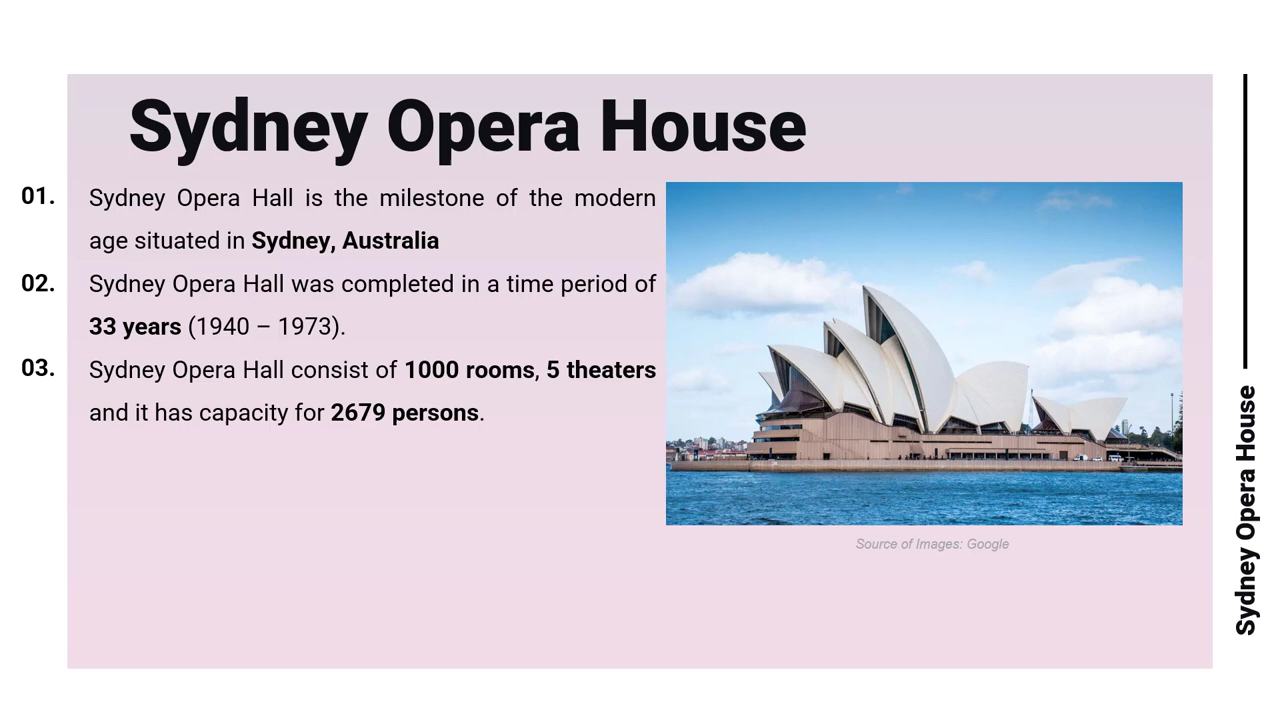 Sydney Opera House
01. Sydney Opera Hall is the milestone of the modern
age situated in Sydney, Australia
02. Sydney Opera Hall was completed in a time period of
33 years (1940 – 1973).
03. Sydney Opera Hall consist of 1000 rooms, 5 theaters
and it has capacity for 2679 persons.
Source of Images: Google
Sydney Opera House